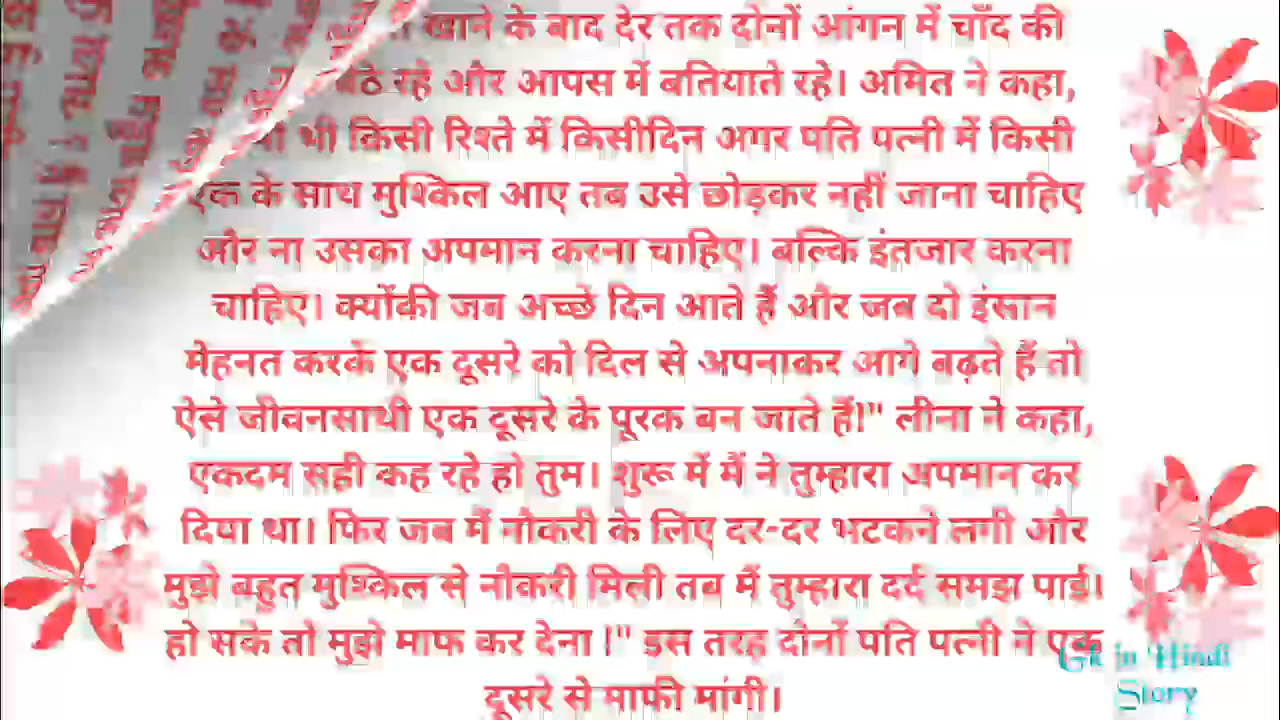 खाने के बाद देर तक दोनों आंगन में चाँद की
बैठे रहे और आपस में बतियाते रहे। अमित ने कहा,
भी किसी रिश्ते में किसीदिन अगर पति पत्नी में किसी
एक के साथ मुश्किल आए तब उसे छोड़कर नहीं जाना चाहिए
और ना उसका अपमान करना चाहिए। बल्कि इंतजार करना
चाहिए। क्योंकी जब अच्छे दिन आते हैं और जब दो इंसान
मेहनत करके एक दूसरे को दिल से अपनाकर आगे बढ़ते हैं तो
ऐसे जीवनसाथी एक दूसरे के पूरक बन जाते हैं।" लीना ने कहा,
एकदम सही कह रहे हो तुम। शुरू में मैं ने तुम्हारा अपमान कर
दिया था। फिर जब मैं नौकरी के लिए दर-दर भटकने लगी और
मुझे बहुत मुश्किल से नौकरी मिली तब मैं तुम्हारा दर्द समझ पाई।
हो सके तो मुझे माफ कर देना।" इस तरह दोनों पति पत्नी ने एक
दूसरे से माफी मांगी।
Gk in Hindi
Story